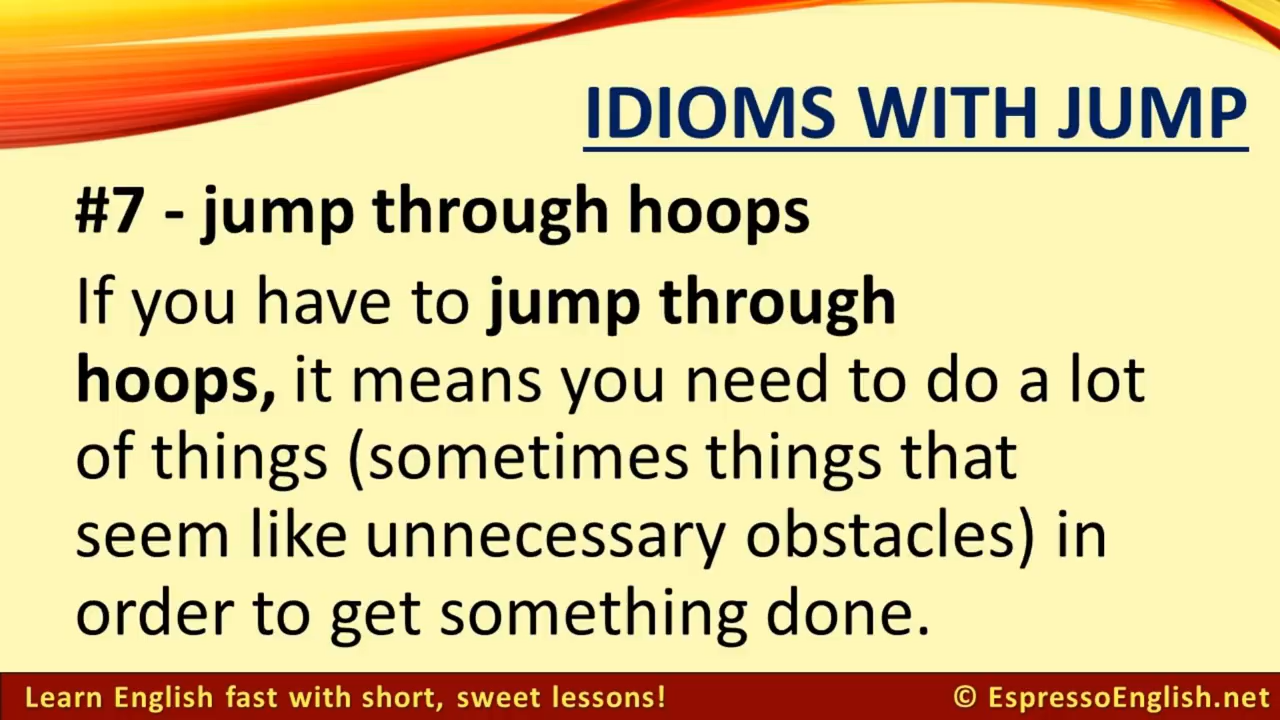 IDIOMS WITH JUMP
#7 - jump through hoops
If you have to jump through
hoops, it means you need to do a lot
of things (sometimes things that
seem like unnecessary obstacles) in
order to get something done.
Learn English fast with short, sweet lessons!
© EspressoEnglish.net